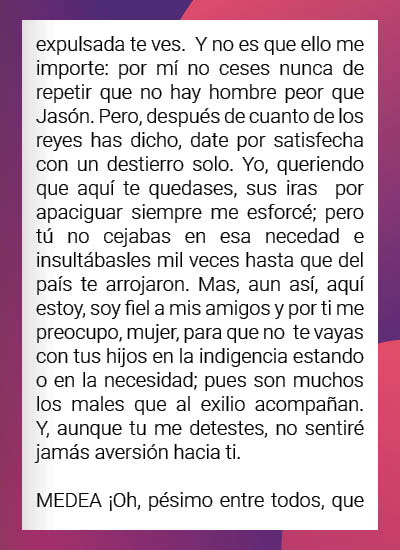 expulsada te ves. Y no es que ello me
importe: por mí no ceses nunca de
repetir que no hay hombre peor que
Jasón. Pero, después de cuanto de los
reyes has dicho, date por satisfecha
con un destierro solo. Yo, queriendo
que aquí te quedases, sus iras por
apaciguar siempre me esforcé; pero
tú no cejabas en esa necedad e
insultábasles mil veces hasta que del
país te arrojaron. Mas, aun así, aquí
estoy, soy fiel a mis amigos y por ti me
preocupo, mujer, para que no te vayas
con tus hijos en la indigencia estando
o en la necesidad; pues son muchos
los males que al exilio acompañan.
Y, aunque tu me detestes, no sentiré
jamás aversión hacia ti.
MEDEA ¡Oh, pésimo entre todos, que